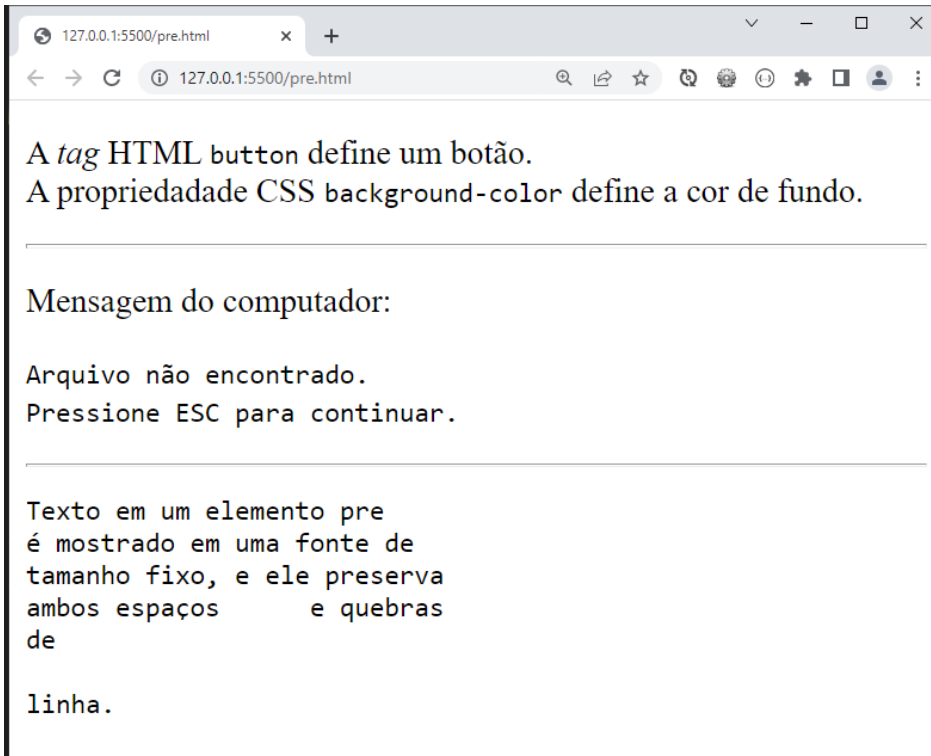 127.0.0.1:5500/pre.html
127.0.0.1:5500/pre.html
A tag HTML button define um botão.
A propriedadade CSS background-color define a cor de fundo.
Mensagem do computador:
Arquivo não encontrado.
Pressione ESC para continuar.
Texto em um elemento pre
é mostrado em uma fonte de
tamanho fixo, e ele preserva
ambos espaços      e quebras
de
linha.